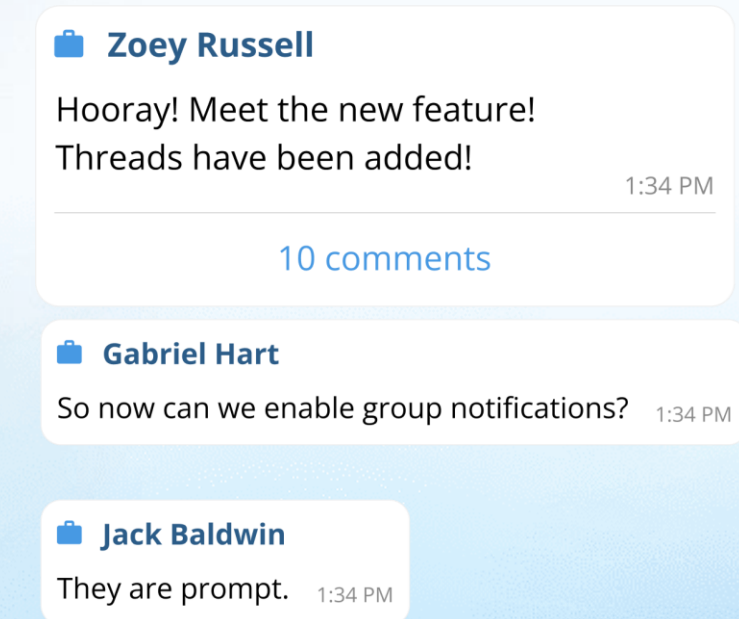 Zoey Russell
Hooray! Meet the new feature!
Threads have been added!
1:34 PM
10 comments
Gabriel Hart
So now can we enable group notifications? 1:34 PM
Jack Baldwin
They are prompt. 1:34 PM